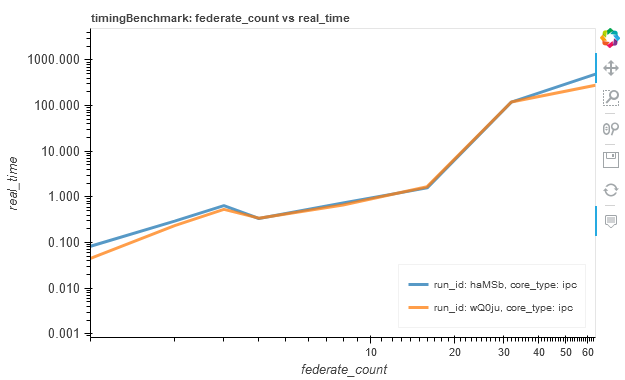 timingBenchmark: federate_count vs real_time
1000.000
100.000
10.000
1.000
0.100
0.010
0.001
real_time
run_id: haMSb, core_type: ipc
run_id: wQ0ju, core_type: ipc
10
20
30
40
50
60
federate_count